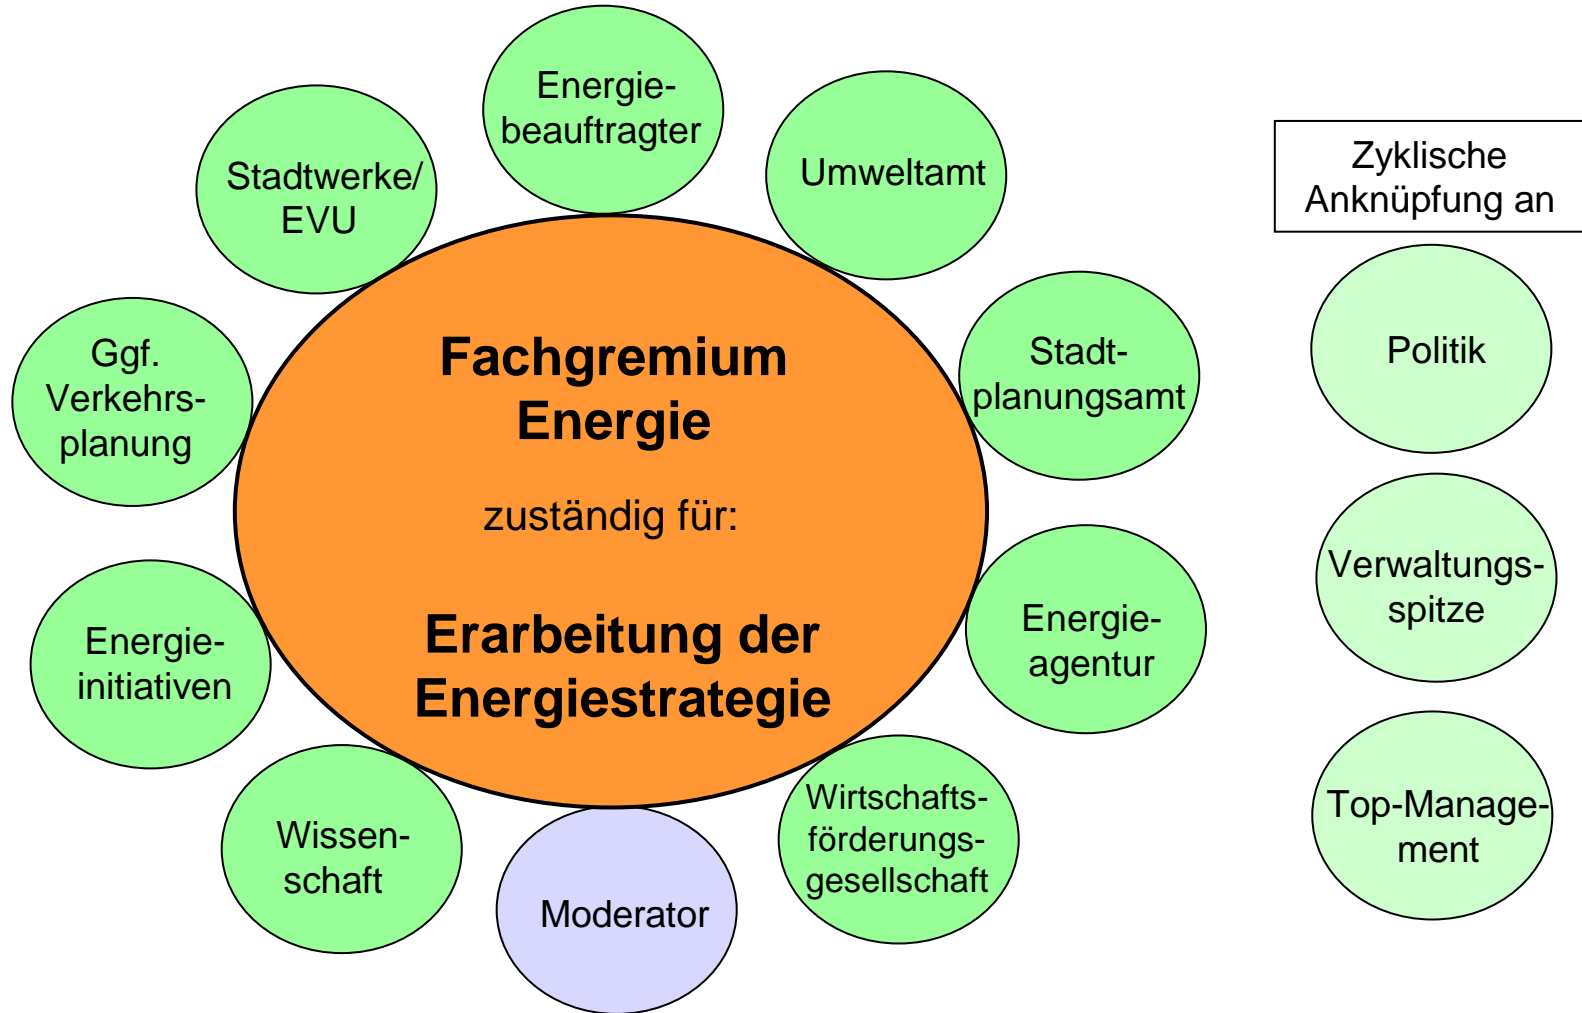 Energie-
beauftragter
Umweltamt
Stadtwerke/
EVU
Stadt-
planungsamt
Ggf.
Verkehrs-
planung
Fachgremium
Energie
zuständig für:
Erarbeitung der
Energiestrategie
Energie-
agentur
Energie-
initiativen
Wirtschafts-
förderungs-
gesellschaft
Wissen-
schaft
Moderator
Zyklische
Anknüpfung an
Politik
Verwaltungs-
spitze
Top-Manage-
ment